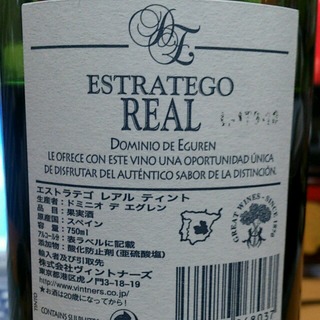 DE
ESTRATEGO
REAL
DOMINIO DE EGUREN
LE OFRECE CON ESTE VINO UNA OPORTUNIDAD ÚNICA
DE DISFRUTAR DEL AUTÉNTICO SABOR DE LA DISTINCIÓN.
エストラテゴ レアル ティント
生産者：ドミニオ デ エグレン
品目：果実酒
原産国：スペイン
容量：750ml
アルコール分：表ラベルに記載
添加物：酸化防止剤(亜硫酸塩)
輸入者及び引取先
株式会社ヴィントナーズ
東京都港区虎ノ門3-18-19
http://www.vintners.co.jp/
お酒は20歳になってから！
GREAT WINES - SINCE 1870
CONTAINS SULPHITES